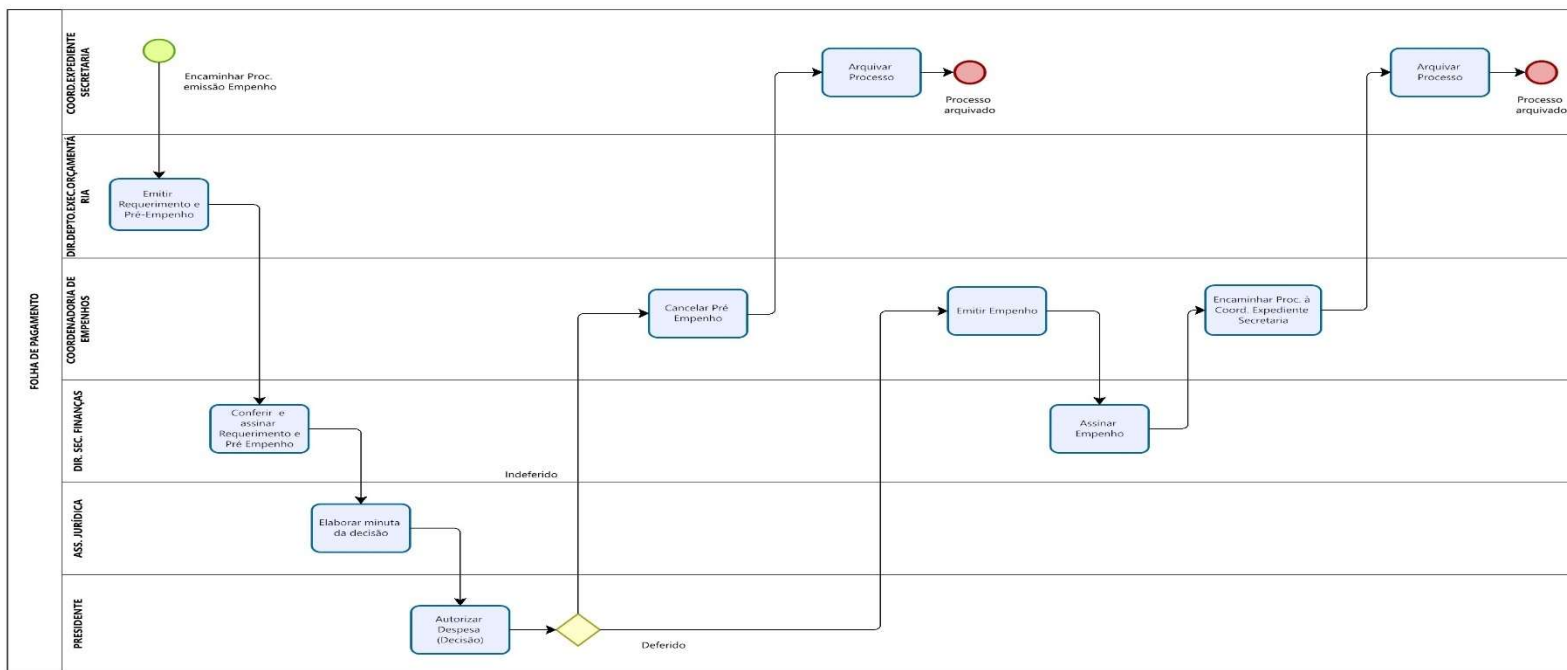 FOLHA DE PAGAMENTO
COORD.EXPEDIENTE
SECRETARIA
Encaminhar Proc.
emissão Empenho
Arquivar
Processo
Processo
arquivado
Arquivar
Processo
Processo
arquivado
DIR.DEPTO.EXEC.ORÇAMENTÁ
RIA
Emitir
Requerimento e
Pré-Empenho
COORDENADORIA DE
EMPENHOS
Cancelar Pré
Empenho
Emitir Empenho
Encaminhar Proc. à
Coord. Expediente
Secretaria
DIR. SEC. FINANÇAS
Conferir e
assinar
Requerimento e
Pré Empenho
Indeferido
Assinar
Empenho
ASS. JURÍDICA
Elaborar minuta
da decisão
PRESIDENTE
Autorizar
Despesa
(Decisão)
Deferido